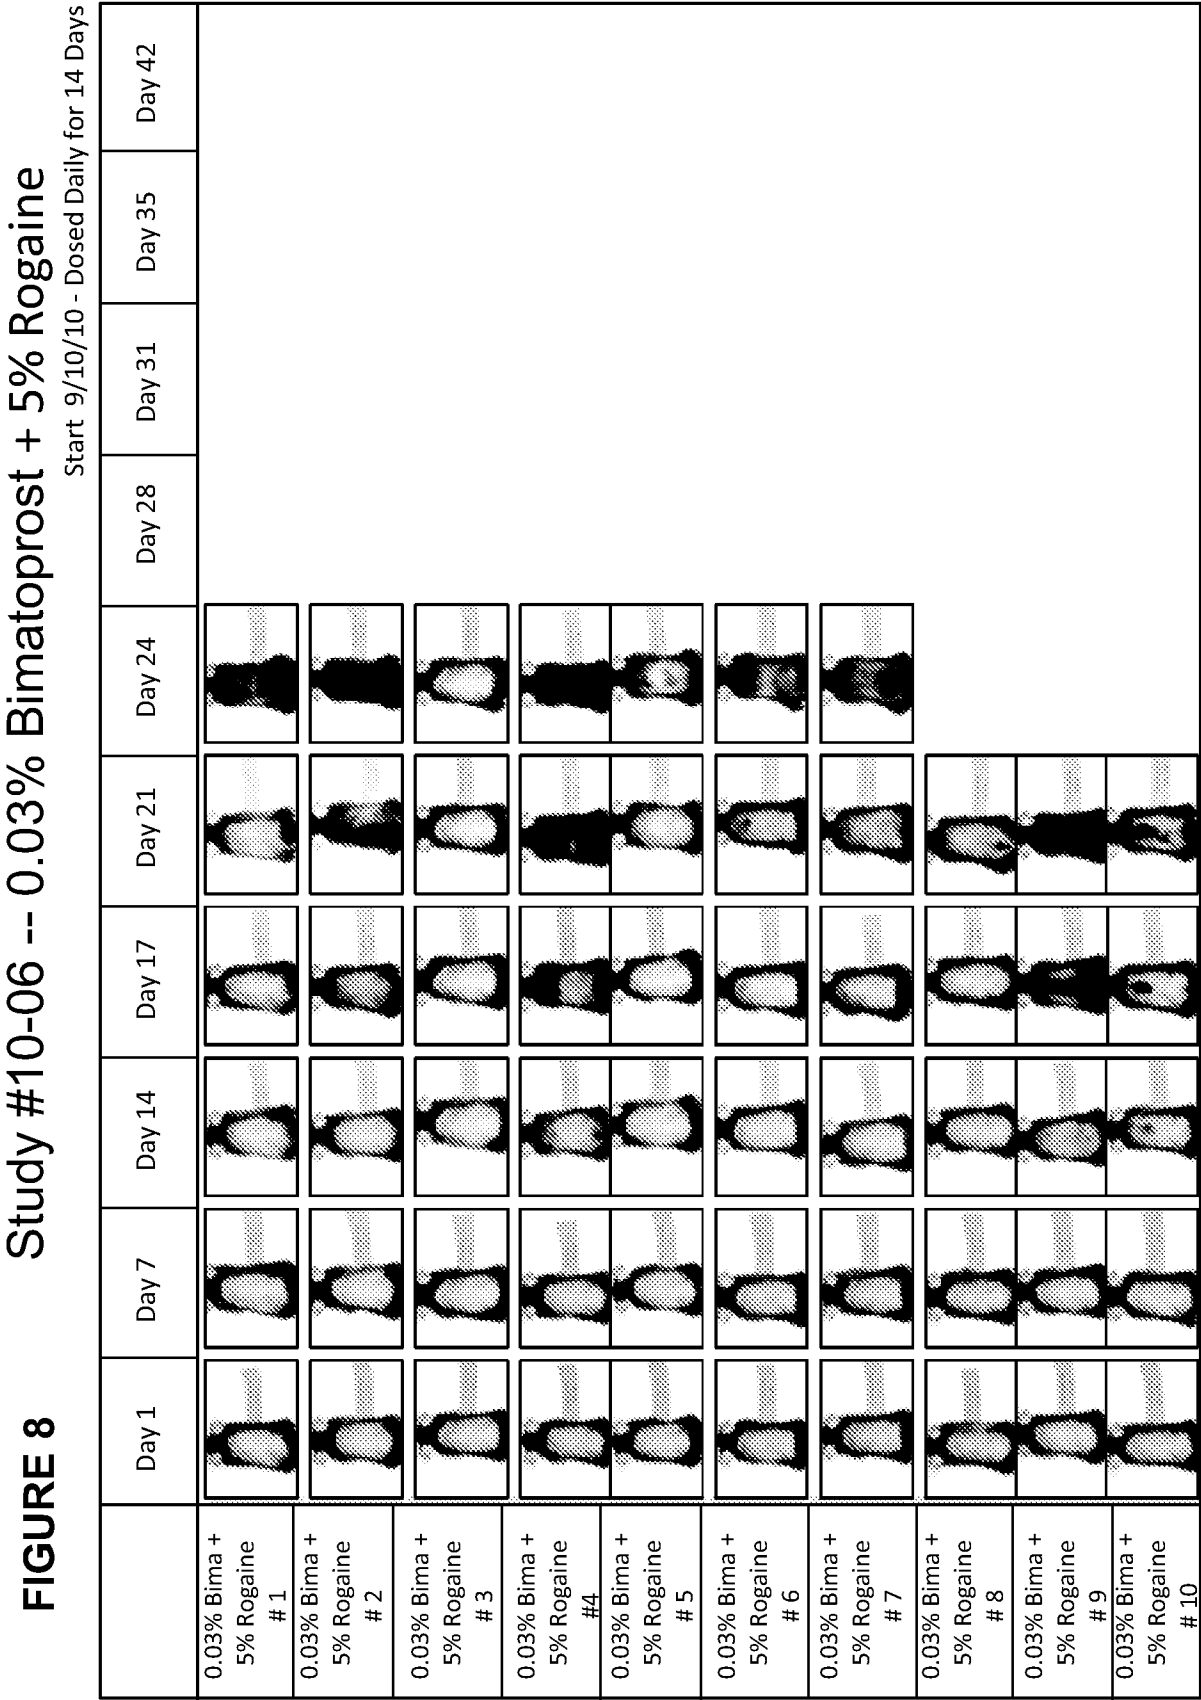 FIGURE 8
Study #10-06 -- 0.03% Bimatoprost + 5% Rogaine
Start 9/10/10 - Dosed Daily for 14 Days
Day 1
Day 7
Day 14
Day 17
Day 21
Day 24
Day 28
Day 31
Day 35
Day 42
0.03% Bima +
5% Rogaine
# 1
0.03% Bima +
5% Rogaine
# 2
0.03% Bima +
5% Rogaine
# 3
0.03% Bima +
5% Rogaine
#4
0.03% Bima +
5% Rogaine
# 5
0.03% Bima +
5% Rogaine
# 6
0.03% Bima +
5% Rogaine
# 7
0.03% Bima +
5% Rogaine
# 8
0.03% Bima +
5% Rogaine
# 9
0.03% Bima +
5% Rogaine
# 10